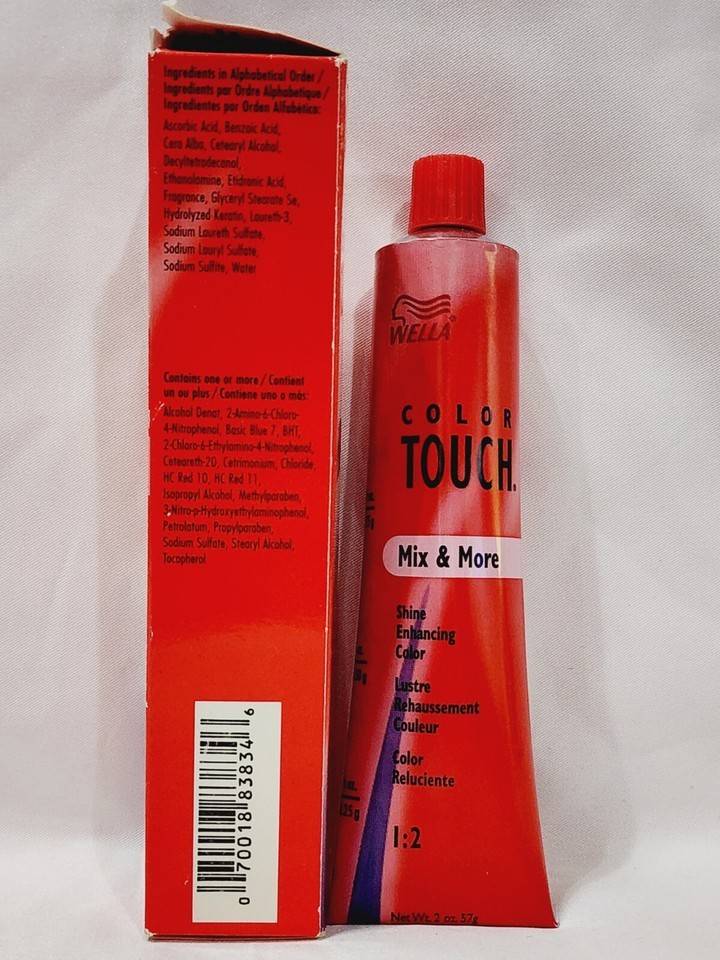 Ingredients in Alphabetical Order /
Ingredients par Ordre Alphabetique /
Ingredientes por Orden Alfabético:
Ascorbic Acid, Benzoic Acid,
Cera Alba, Cetearyl Alcohol,
Decyltetradecanol,
Ethanolamine, Etidronic Acid,
Fragrance, Glyceryl Stearate Se,
Hydrolyzed Keratin, Laureth-3,
Sodium Laureth Sulfate,
Sodium Lauryl Sulfate,
Sodium Sulfite, Water
Contains one or more / Contient
un ou plus / Contiene uno o más:
Alcohol Denat, 2-Amino-6-Chloro-
4-Nitrophenol, Basic Blue 7, BHT,
2-Chloro-6-Ethylamino-4-Nitrophenol,
Ceteareth-20, Cetrimonium, Chloride,
HC Red 10, HC Red 11,
Isopropyl Alcohol, Methylparaben,
3-Nitro-p-Hydroxyethylaminophenol,
Petrolatum, Propylparaben,
Sodium Sulfate, Stearyl Alcohol,
Tocopherol
0 70018 83834 6
WELLA
COLOR
TOUCH.
Mix & More
Shine
Enhancing
Color
Lustre
Rehaussement
Couleur
Color
Reluciente
1:2
Net Wt. 2 oz. 57g